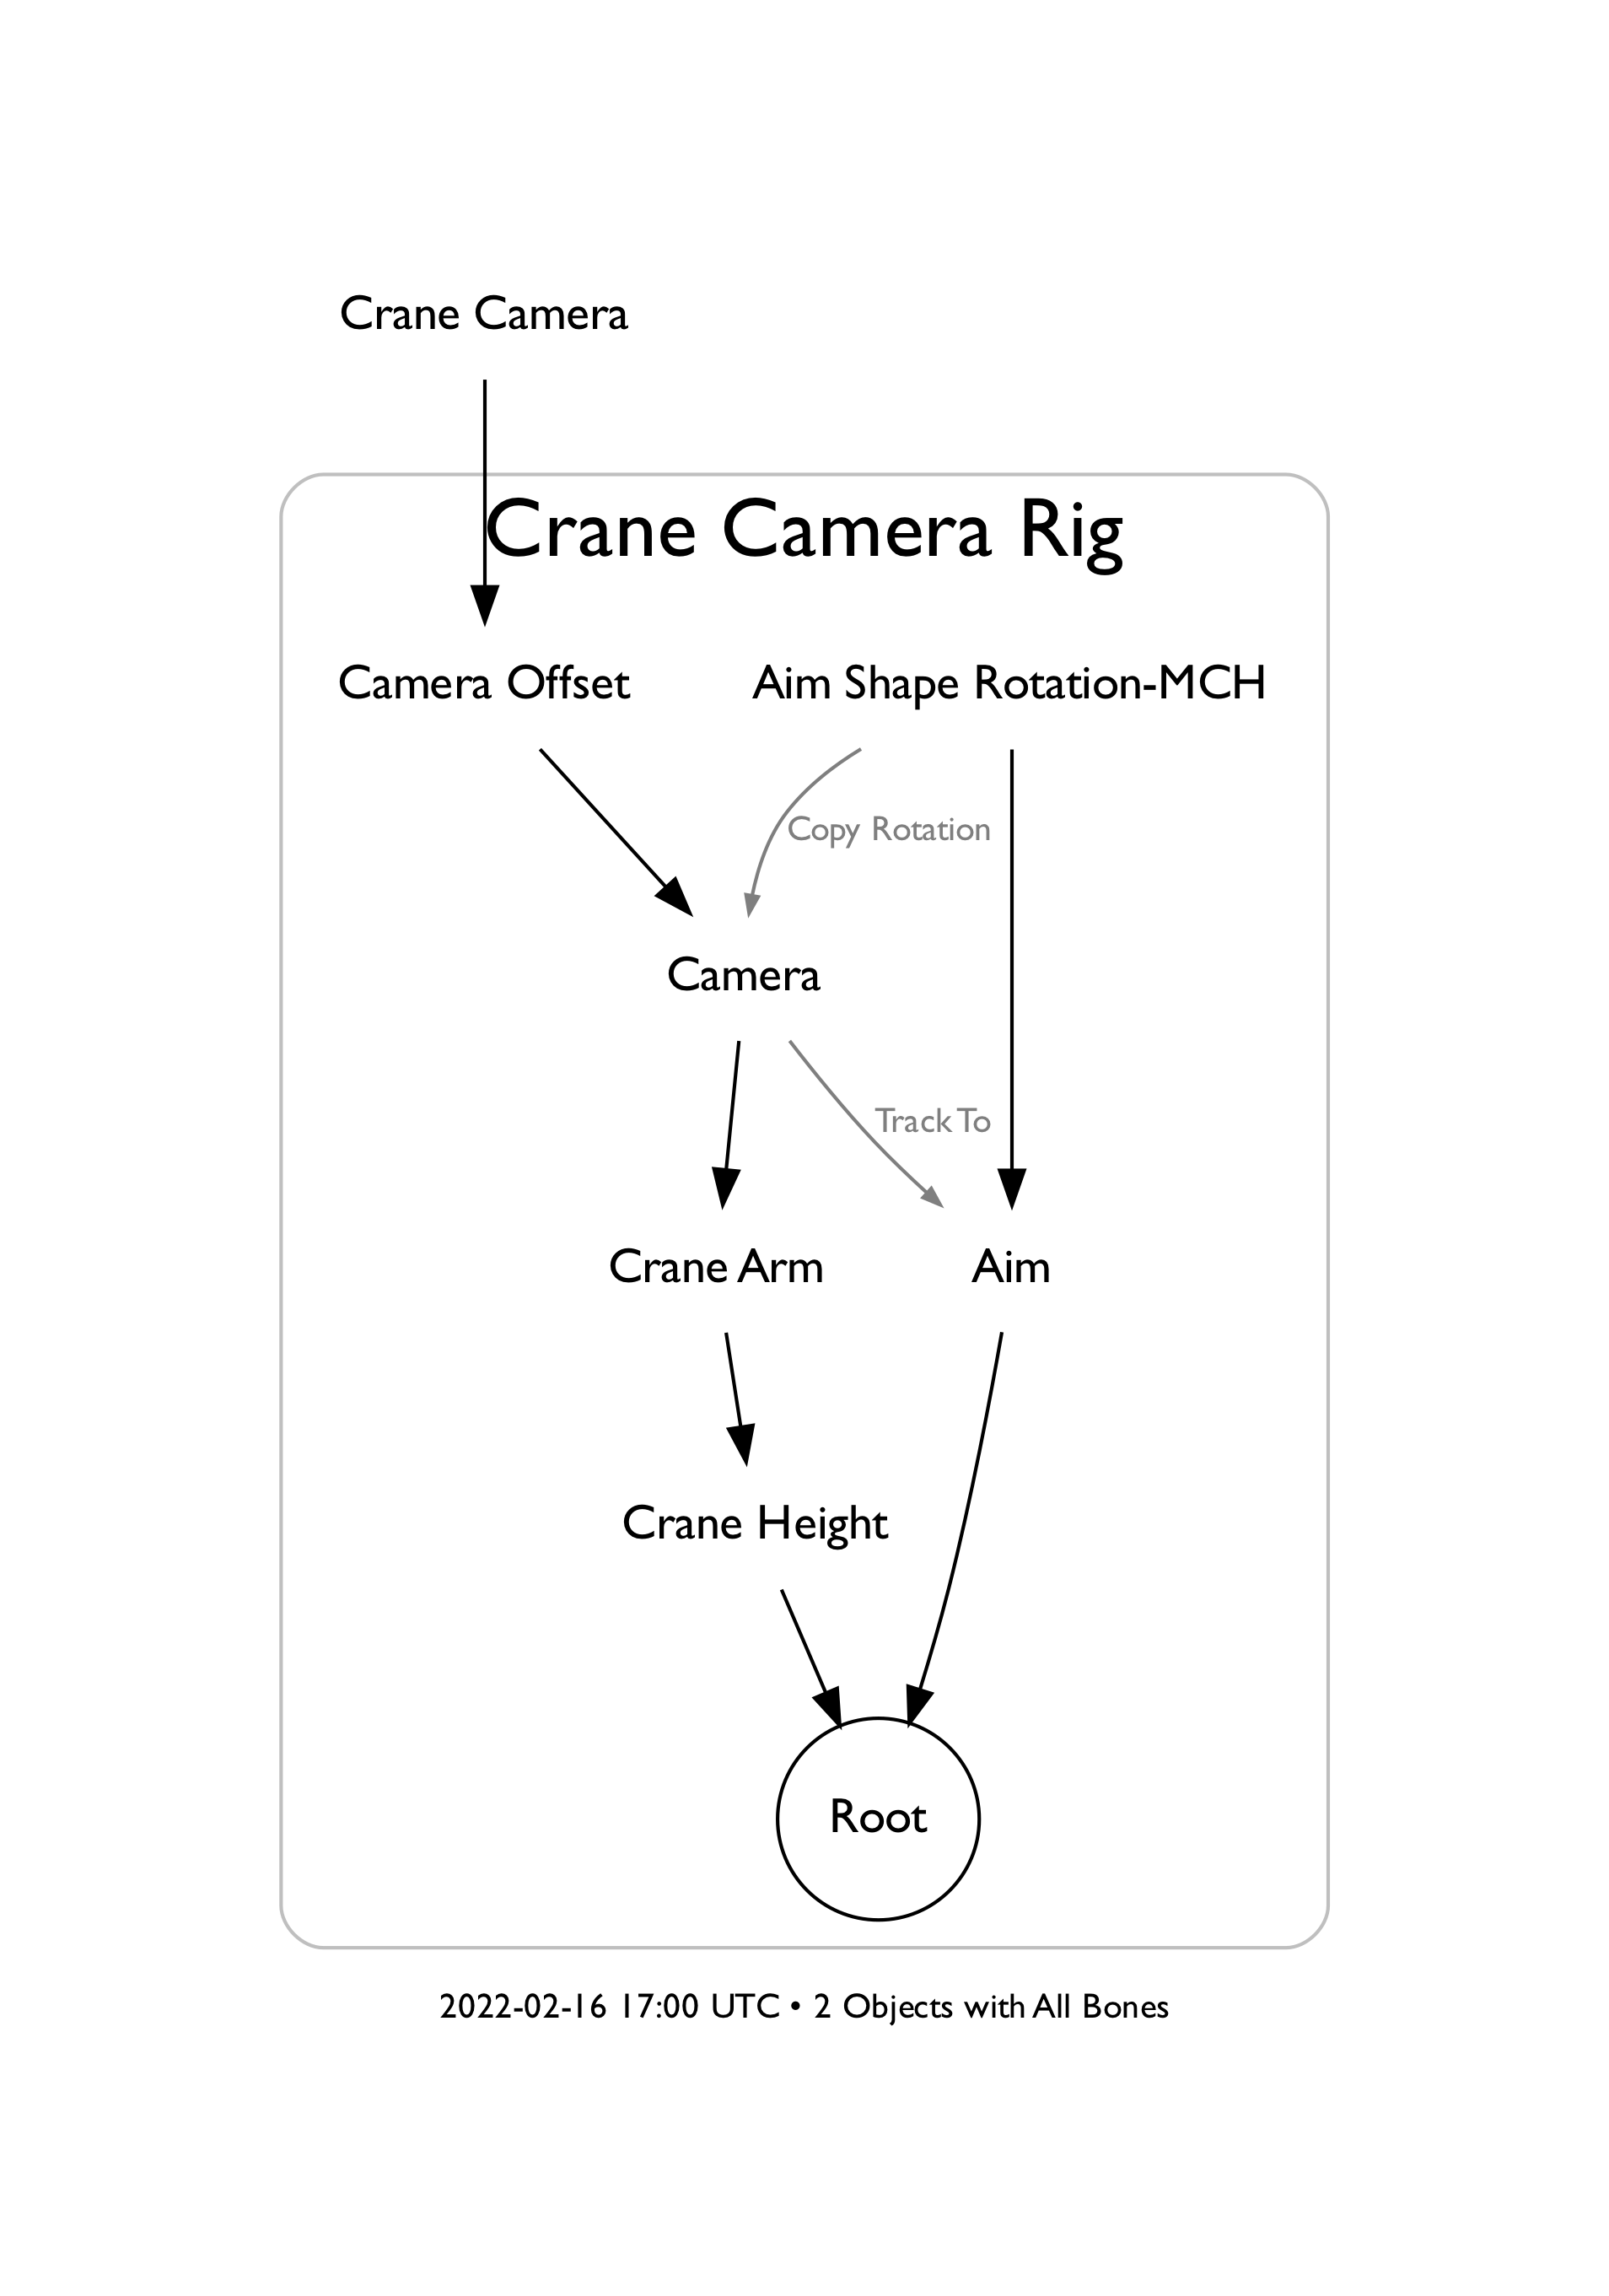 Crane Camera
Crane Camera Rig
Camera Offset
Aim Shape Rotation-MCH
Copy Rotation
Camera
Track To
Crane Arm
Aim
Crane Height
Root
2022-02-16 17:00 UTC • 2 Objects with All Bones